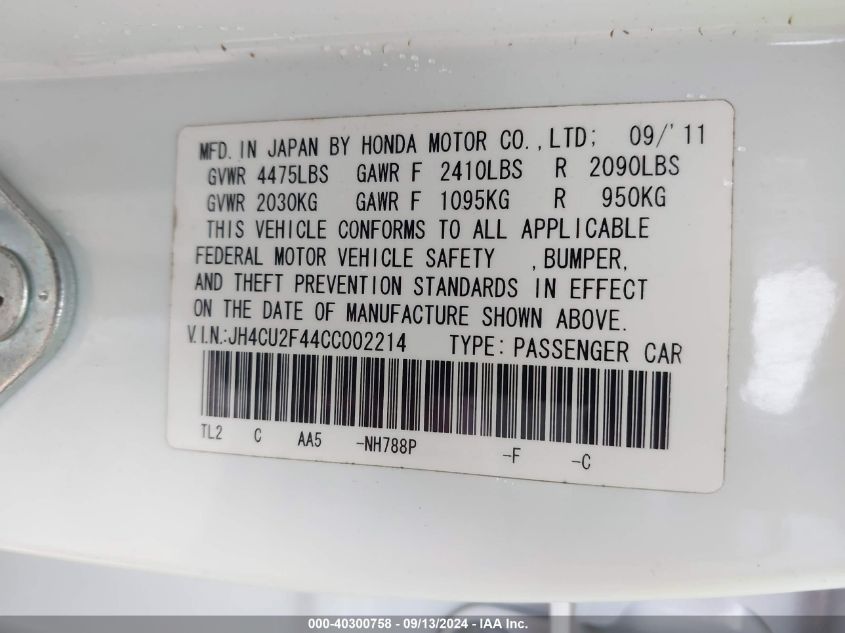 MFD. IN JAPAN BY HONDA MOTOR CO.,LTD; 09/'11
GVWR 4475LBS GAWR F 2410LBS R 2090LBS
GVWR 2030KG GAWR F 1095KG R 950KG
THIS VEHICLE CONFORMS TO ALL APPLICABLE
FEDERAL MOTOR VEHICLE SAFETY ,BUMPER,
AND THEFT PREVENTION STANDARDS IN EFFECT
ON THE DATE OF MANUFACTURE SHOWN ABOVE.
V.I.N.:JH4CU2F44CC002214 TYPE: PASSENGER CAR
TL2 C AA5 -NH788P -F -C
000-40300758 - 09/13/2024 - IAA Inc.